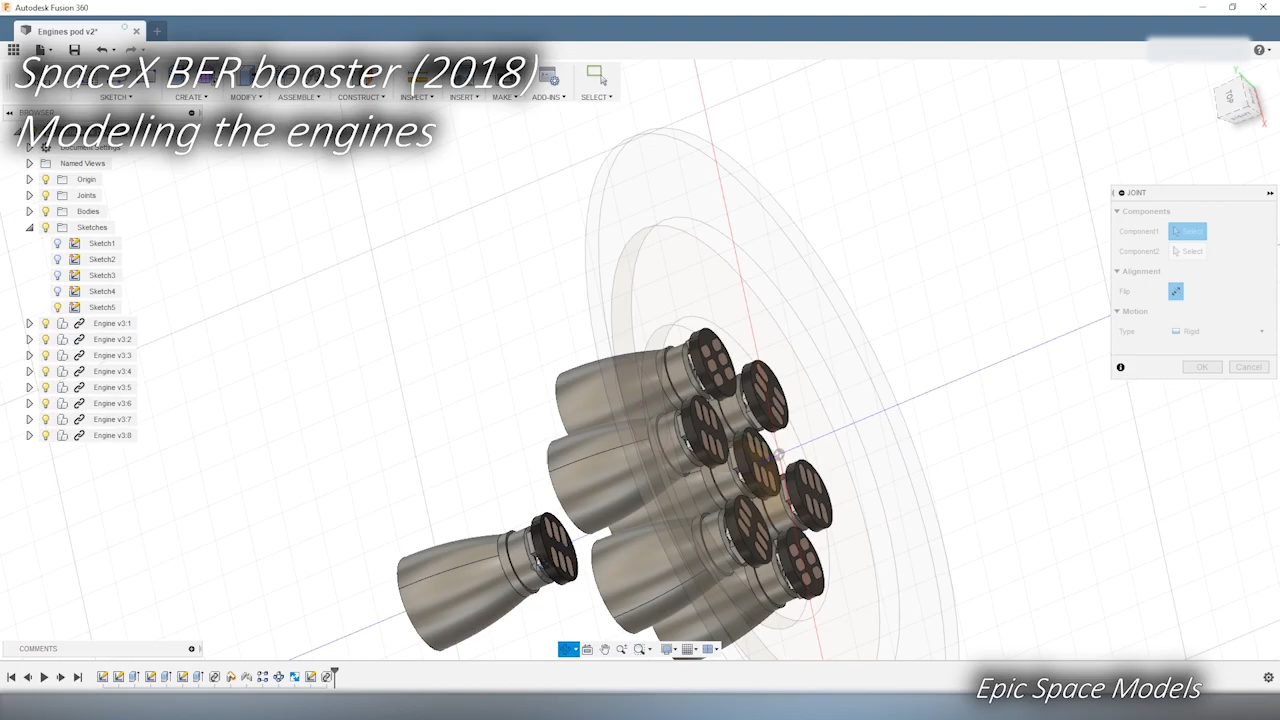 Autodesk Fusion 360
Engines pod v2*
SpaceX BFR booster (2018)
SKETCH CREATE MODIFY ASSEMBLE CONSTRUCT INSPECT INSERT MAKE ADD-INS SELECT
BROWSER
Modeling the engines
Document Settings
Named Views
Origin
Joints
Bodies
Sketches
Sketch1
Sketch2
Sketch3
Sketch4
Sketch5
Engine v3:1
Engine v3:2
Engine v3:3
Engine v3:4
Engine v3:5
Engine v3:6
Engine v3:7
Engine v3:8
TOP
Y
X
JOINT
Components
Component1 Select
Component2 Select
Alignment
Flip
Motion
Type Rigid
OK Cancel
COMMENTS
Epic Space Models